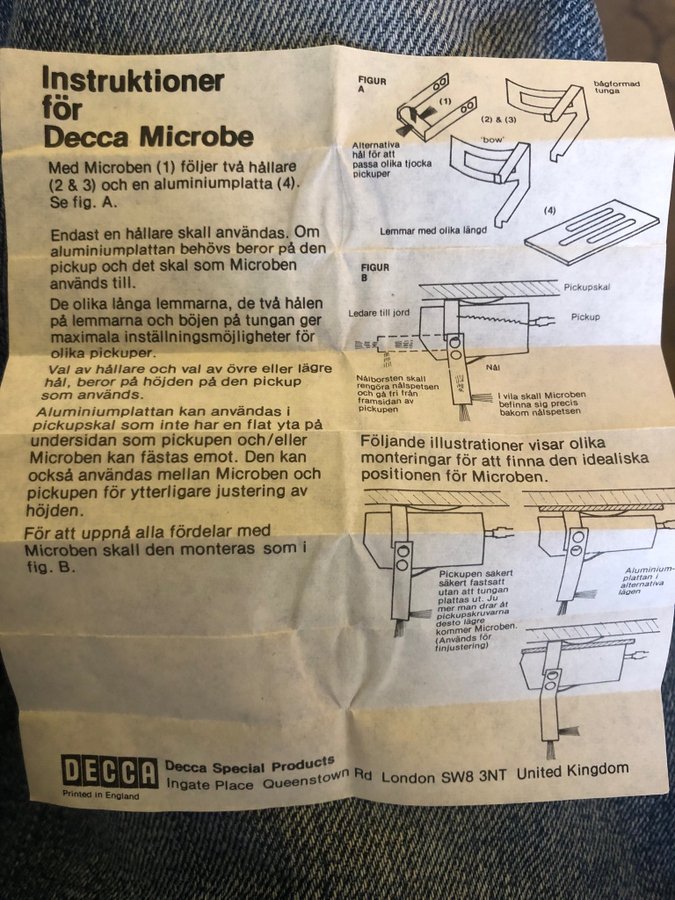 Instruktioner
för
Decca Microbe
Med Microben (1) följer två hållare
(2 & 3) och en aluminiumplatta (4).
Se fig. A.
Endast en hållare skall användas. Om
aluminiumplattan behövs beror på den
pickup och det skal som Microben
används till.
De olika långa lemmarna, de två hålen
på lemmarna och böjen på tungan ger
maximala inställningsmöjligheter för
olika pickuper.
Val av hållare och val av övre eller lägre
hål, beror på höjden på den pickup
som används.
Aluminiumplattan kan användas i
pickupskal som inte har en flat yta på
undersidan som pickupen och/eller
Microben kan fästas emot. Den kan
också användas mellan Microben och
pickupen för ytterligare justering av
höjden.
För att uppnå alla fördelar med
Microben skall den monteras som i
fig. B.
FIGUR
A
(1)
(2) & (3)
bågformad
tunga
'bow'
Alternativa
hål för att
passa olika tjocka
pickuper
Lemmar med olika längd
(4)
FIGUR
B
Pickupskal
Ledare till jord
Pickup
Nål
Nålborsten skall
rengöra nålspetsen
och gå fri från
framsidan av
pickupen
I vila skall Microben
befinna sig precis
bakom nålspetsen
Följande illustrationer visar olika
monteringar för att finna den idealiska
positionen för Microben.
Pickupen säkert
säkert fastsatt
utan att tungan
plattas ut. Ju
mer man drar åt
pickupskruvarna
desto lägre
kommer Microben.
(Används för
finjustering)
Aluminium-
plattan i
alternativa
lägen
DECCA
Printed in England
Decca Special Products
Ingate Place Queenstown Rd London SW8 3NT United Kingdom